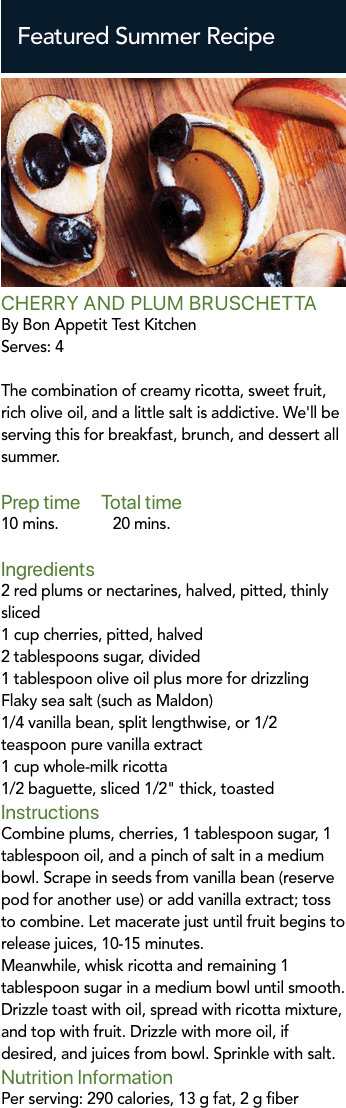 Featured Summer Recipe
CHERRY AND PLUM BRUSCHETTA
By Bon Appetit Test Kitchen
Serves: 4
The combination of creamy ricotta, sweet fruit,
rich olive oil, and a little salt is addictive. We'll be
serving this for breakfast, brunch, and dessert all
summer.
Prep time Total time
10 mins. 20 mins.
Ingredients
2 red plums or nectarines, halved, pitted, thinly
sliced
1 cup cherries, pitted, halved
2 tablespoons sugar, divided
1 tablespoon olive oil plus more for drizzling
Flaky sea salt (such as Maldon)
1/4 vanilla bean, split lengthwise, or 1/2
teaspoon pure vanilla extract
1 cup whole-milk ricotta
1/2 baguette, sliced 1/2" thick, toasted
Instructions
Combine plums, cherries, 1 tablespoon sugar, 1
tablespoon oil, and a pinch of salt in a medium
bowl. Scrape in seeds from vanilla bean (reserve
pod for another use) or add vanilla extract; toss
to combine. Let macerate just until fruit begins to
release juices, 10-15 minutes.
Meanwhile, whisk ricotta and remaining 1
tablespoon sugar in a medium bowl until smooth.
Drizzle toast with oil, spread with ricotta mixture,
and top with fruit. Drizzle with more oil, if
desired, and juices from bowl. Sprinkle with salt.
Nutrition Information
Per serving: 290 calories, 13 g fat, 2 g fiber